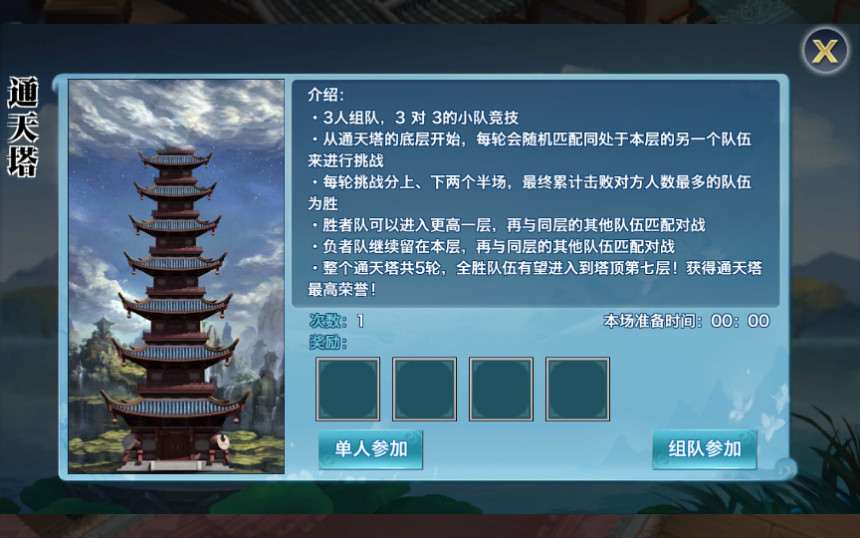 通天塔
介绍：
·3人组队，3 对 3的小队竞技
·从通天塔的底层开始，每轮会随机匹配同处于本层的另一个队伍
来进行挑战
·每轮挑战分上、下两个半场，最终累计击败对方人数最多的队伍
为胜
·胜者队可以进入更高一层，再与同层的其他队伍匹配对战
·负者队继续留在本层，再与同层的其他队伍匹配对战
·整个通天塔共5轮，全胜队伍有望进入到塔顶第七层！获得通天塔
最高荣誉！
次数：1
本场准备时间：00：00
奖励：
单人参加
组队参加